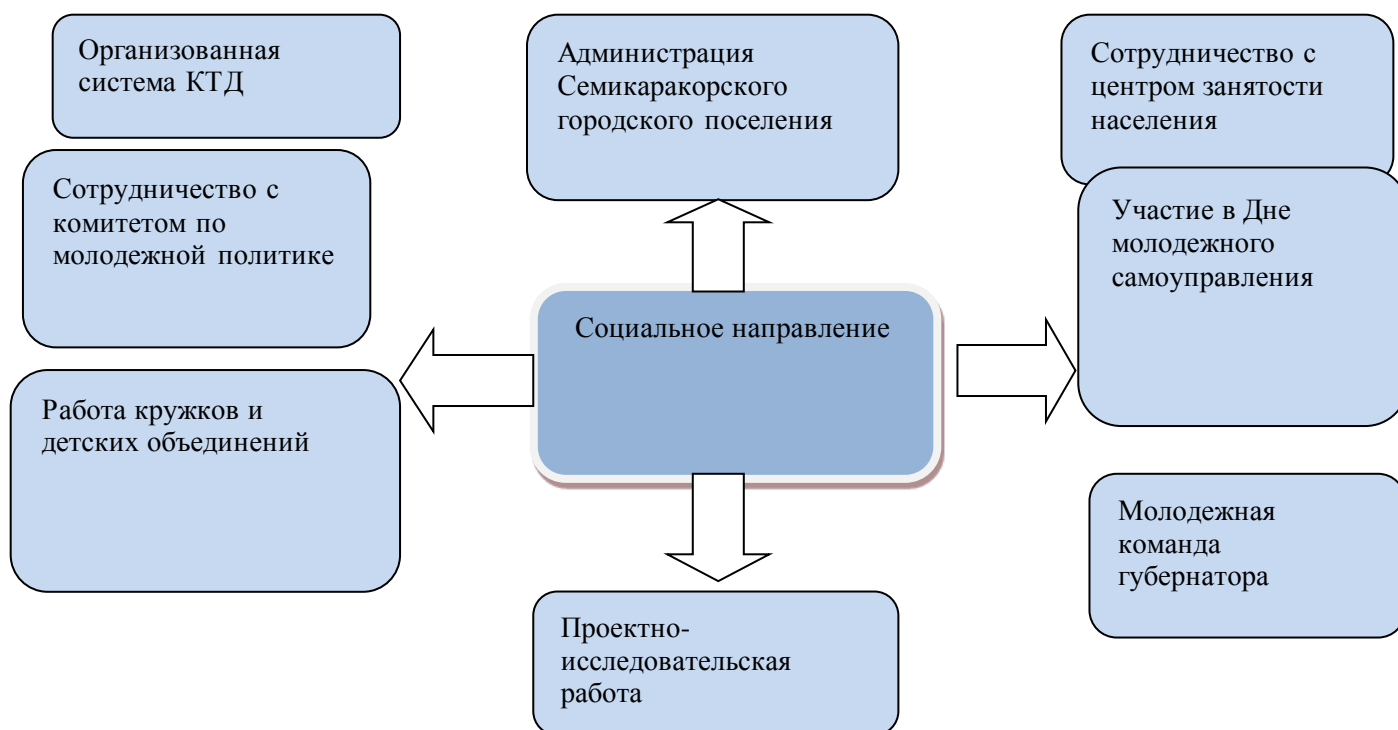 Организованная
система КТД
Администрация
Семикаракорского
городского поселения
Сотрудничество с
центром занятости
населения
Сотрудничество с
комитетом по
молодежной политике
Участие в Дне
молодежного
самоуправления
Социальное направление
Работа кружков и
детских объединений
Молодежная
команда
губернатора
Проектно-
исследовательская
работа